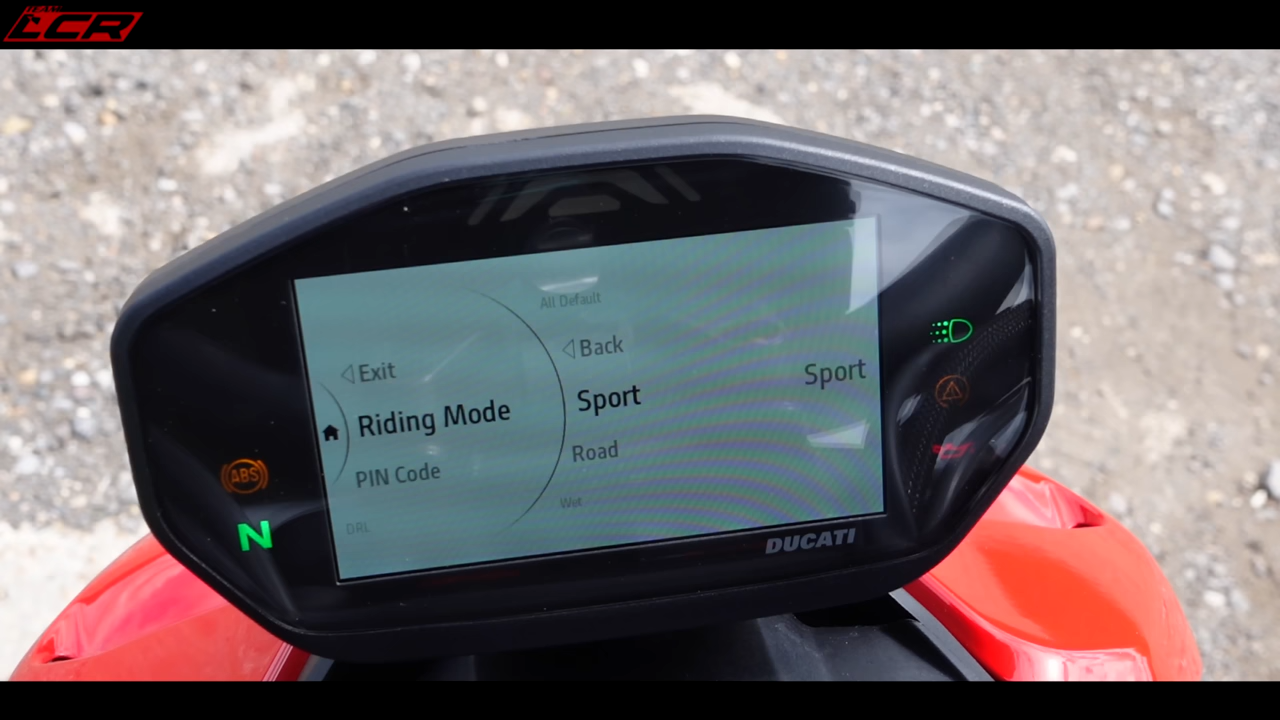 LCR
All Default
Back
Exit
Sport
Sport
Riding Mode
Road
PIN Code
Wet
DRL
ABS
N
DUCATI